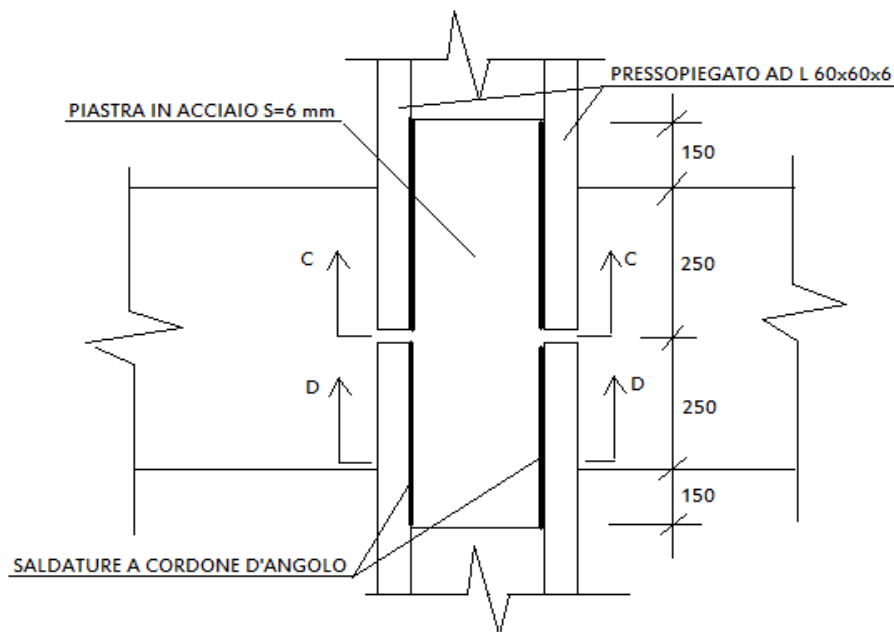 PRESSOPIEGATO AD L 60x60x6
PIASTRA IN ACCIAIO S=6 mm
150
C
C
250
D
D
250
150
SALDATURE A CORDONE D'ANGOLO